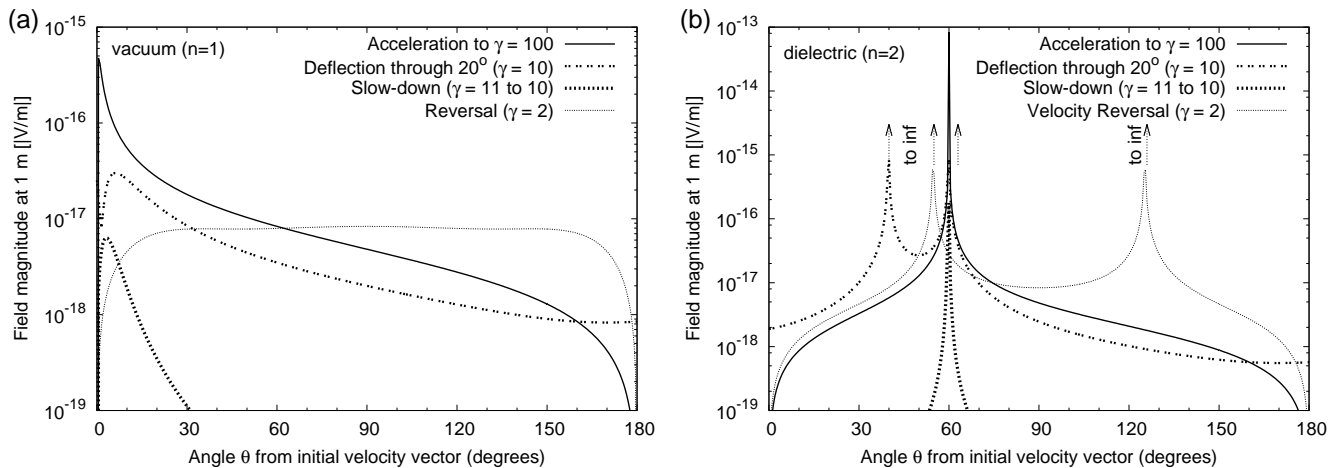 (a)
vacuum (n=1)
Acceleration to γ = 100
Deflection through 20° (γ = 10)
Slow-down (γ = 11 to 10)
Reversal (γ = 2)
Field magnitude at 1 m [|V/m|]
10^-15
10^-16
10^-17
10^-18
10^-19
0 30 60 90 120 150 180
Angle θ from initial velocity vector (degrees)
(b)
dielectric (n=2)
Acceleration to γ = 100
Deflection through 20° (γ = 10)
Slow-down (γ = 11 to 10)
Velocity Reversal (γ = 2)
to inf
to inf
Field magnitude at 1 m [|V/m|]
10^-13
10^-14
10^-15
10^-16
10^-17
10^-18
10^-19
0 30 60 90 120 150 180
Angle θ from initial velocity vector (degrees)